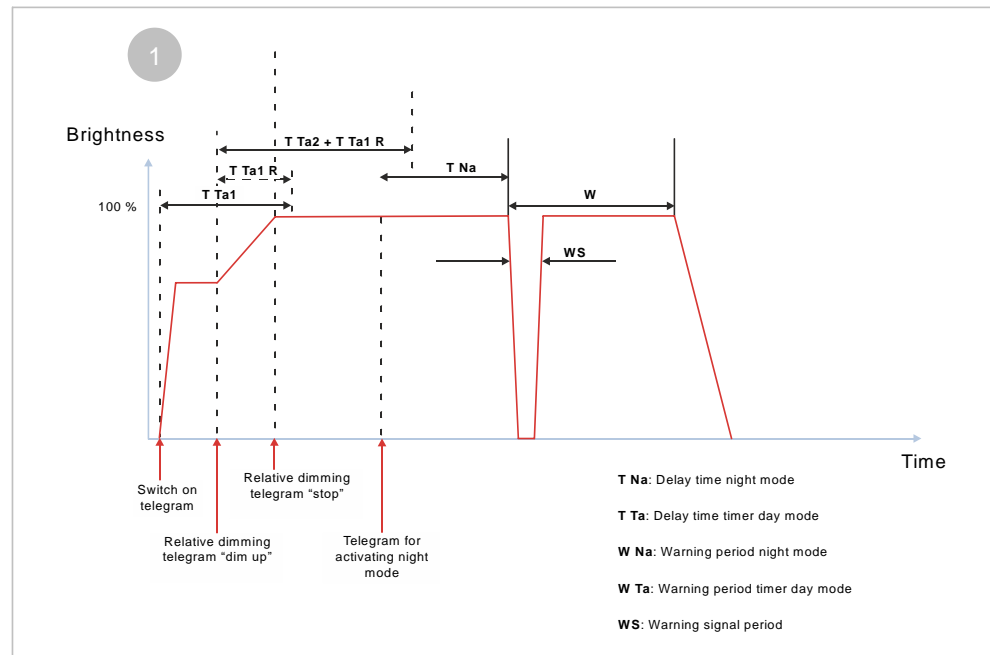 1
Brightness
T Ta2 + T Ta1 R
T Ta1 R
T Na
T Ta1
W
100 %
WS
Time
Switch on
telegram
Relative dimming
telegram “dim up”
Relative dimming
telegram “stop”
Telegram for
activating night
mode
T Na: Delay time night mode
T Ta: Delay time timer day mode
W Na: Warning period night mode
W Ta: Warning period timer day mode
WS: Warning signal period